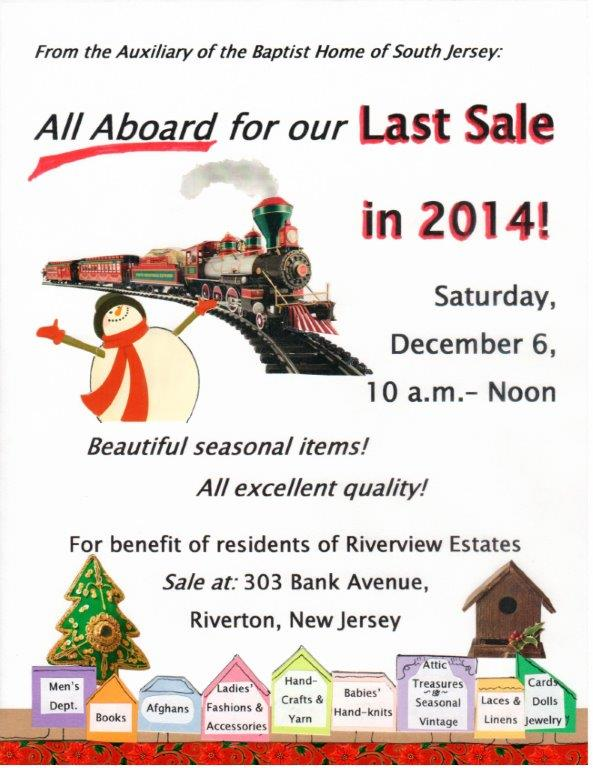 From the Auxiliary of the Baptist Home of South Jersey:
All Aboard for our Last Sale
in 2014!
Saturday,
December 6,
10 a.m.– Noon
Beautiful seasonal items!
All excellent quality!
For benefit of residents of Riverview Estates
Sale at: 303 Bank Avenue,
Riverton, New Jersey
Men's
Dept.
Books
Afghans
Ladies'
Fashions &
Accessories
Hand-
Crafts &
Yarn
Babies'
Hand-knits
Attic
Treasures
~&~
Seasonal
Vintage
Laces &
Linens
Cards
Dolls
Jewelry